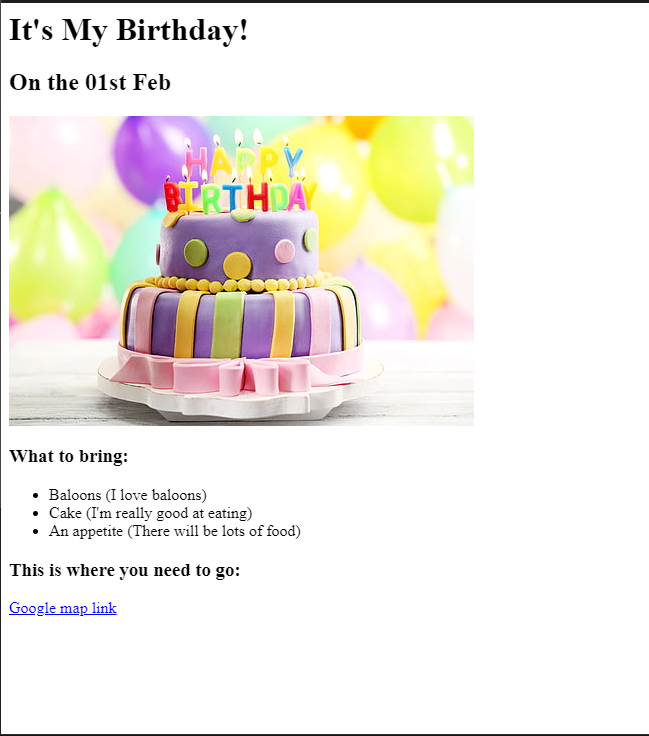 It's My Birthday!
On the 01st Feb
HAPPY
BIRTHDAY
What to bring:
Baloons (I love baloons)
Cake (I'm really good at eating)
An appetite (There will be lots of food)
This is where you need to go:
Google map link